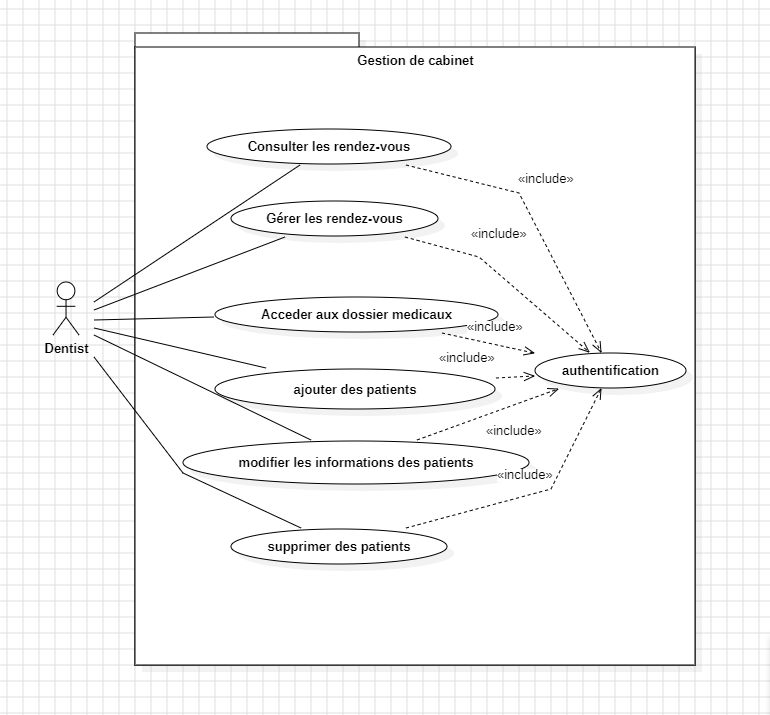 Gestion de cabinet
Consulter les rendez-vous
«include»
Gérer les rendez-vous
«include»
Acceder aux dossier medicaux
«include»
Dentist
«include»
authentification
ajouter des patients
«include»
modifier les informations des patients
«include»
supprimer des patients